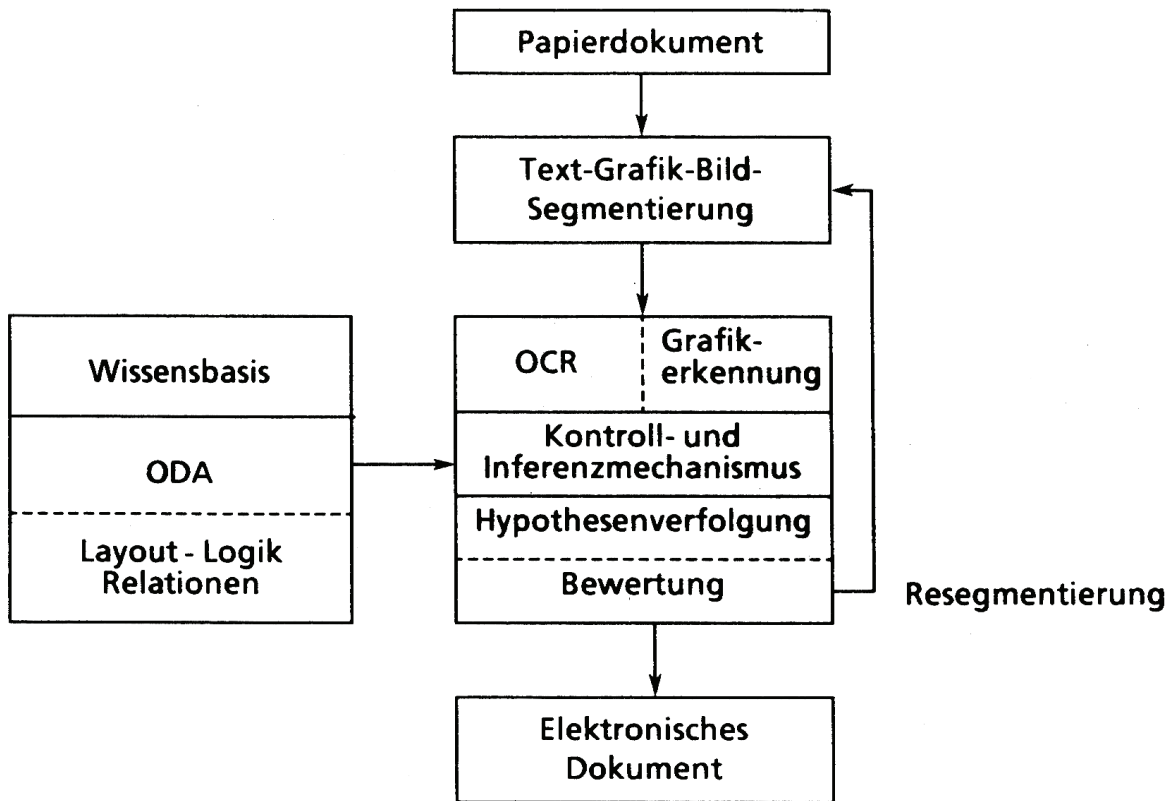 Papierdokument
Text-Grafik-Bild-
Segmentierung
Wissensbasis
ODA
Layout - Logik
Relationen
OCR
Grafik-
erkennung
Kontroll- und
Inferenzmechanismus
Hypothesenverfolgung
Bewertung
Resegmentierung
Elektronisches
Dokument